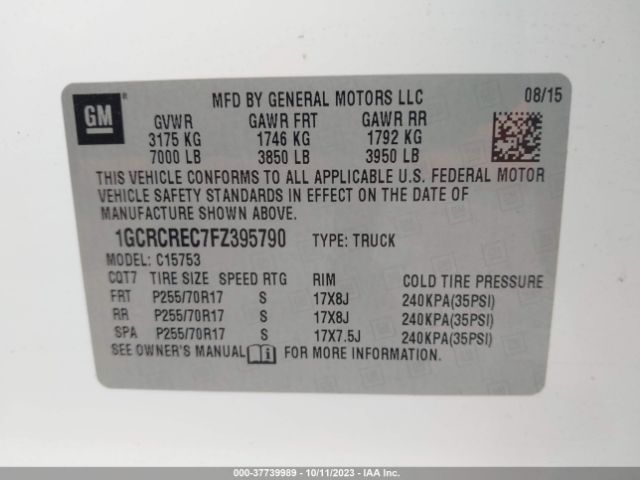 GM ®
MFD BY GENERAL MOTORS LLC 08/15
GVWR GAWR FRT GAWR RR
3175 KG 1746 KG 1792 KG
7000 LB 3850 LB 3950 LB
THIS VEHICLE CONFORMS TO ALL APPLICABLE U.S. FEDERAL MOTOR
VEHICLE SAFETY STANDARDS IN EFFECT ON THE DATE OF
MANUFACTURE SHOWN ABOVE.
1GCRCREC7FZ395790 TYPE: TRUCK
MODEL: C15753
CQT7 TIRE SIZE SPEED RTG RIM COLD TIRE PRESSURE
FRT P255/70R17 S 17X8J 240KPA(35PSI)
RR P255/70R17 S 17X8J 240KPA(35PSI)
SPA P255/70R17 S 17X7.5J 240KPA(35PSI)
SEE OWNER'S MANUAL FOR MORE INFORMATION.
000-37739989 - 10/11/2023 - IAA Inc.